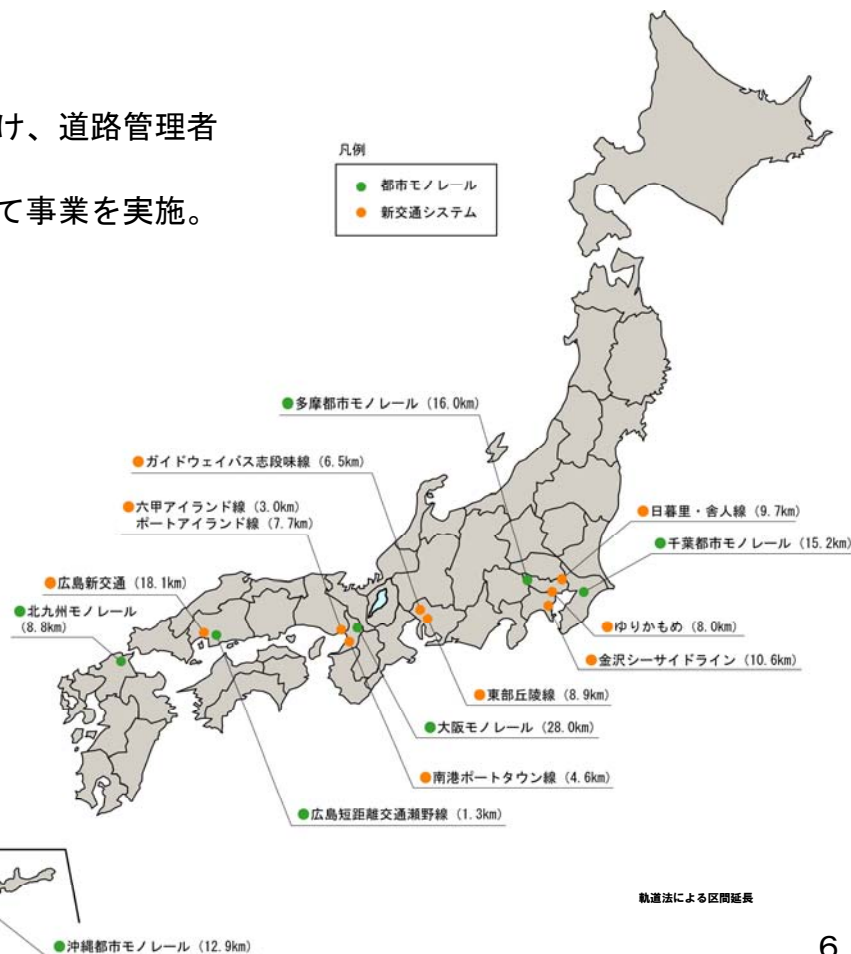 け、道路管理者
て事業を実施。
凡例
●都市モノレール
●新交通システム
●多摩都市モノレール (16.0km)
●ガイドウェイバス志段味線 (6.5km)
●六甲アイランド線 (3.0km)
ポートアイランド線 (7.7km)
●日暮里・舎人線 (9.7km)
●千葉都市モノレール (15.2km)
●広島新交通 (18.1km)
●北九州モノレール
(8.8km)
●ゆりかもめ (8.0km)
●金沢シーサイドライン (10.6km)
●東部丘陵線 (8.9km)
●大阪モノレール (28.0km)
●南港ポートタウン線 (4.6km)
●広島短距離交通瀬野線 (1.3km)
軌道法による区間延長
●沖縄都市モノレール (12.9km)
6